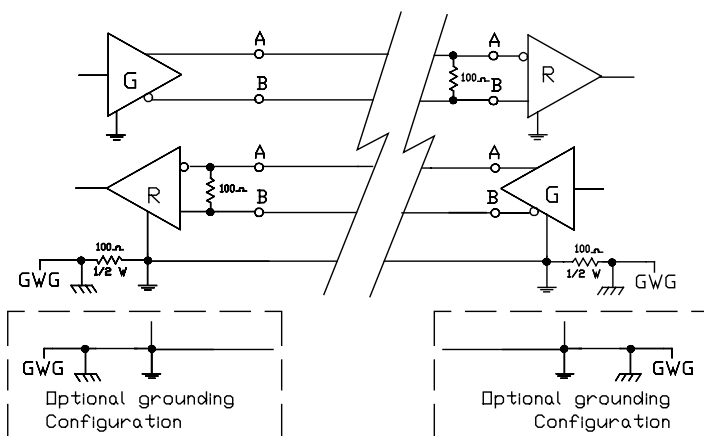 A A
G 100Ω B R
B
A A
R 100Ω B G
B
100Ω 100Ω
GWG 1/2 W 1/2 W GWG
GWG GWG
Optional grounding Optional grounding
Configuration Configuration